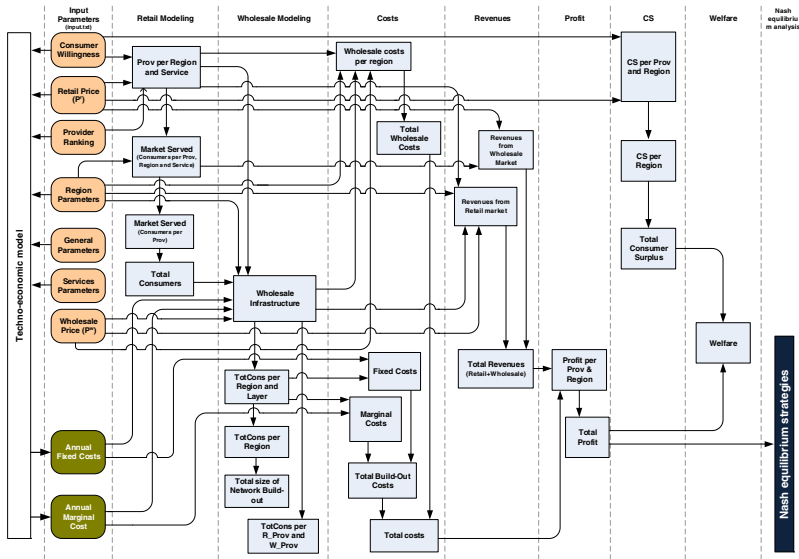 Input
Parameters
(input.txt)
Retail Modeling
Wholesale Modeling
Costs
Revenues
Profit
CS
Welfare
Nash
equilibriu
m analysis
Techno-economic model
Consumer
Willingness
Retail Price
(Pʳ)
Provider
Ranking
Region
Parameters
General
Parameters
Services
Parameters
Wholesale
Price (Pʷ)
Annual
Fixed Costs
Annual
Marginal
Cost
Prov per Region
and Service
Market Served
(Consumers per Prov,
Region and Service)
Market Served
(Consumers per
Prov)
Total
Consumers
Wholesale
Infrastructure
TotCons per
Region and
Layer
TotCons per
Region
Total size of
Network Build-
out
TotCons per
R_Prov and
W_Prov
Wholesale costs
per region
Total
Wholesale
Costs
Fixed Costs
Marginal
Costs
Total Build-Out
Costs
Total costs
Revenues
from
Wholesale
Market
Revenues from
Retail market
Total Revenues
(Retail+Wholesale)
Profit per
Prov &
Region
Total
Profit
CS per Prov
and Region
CS per
Region
Total
Consumer
Surplus
Welfare
Nash equilibrium strategies